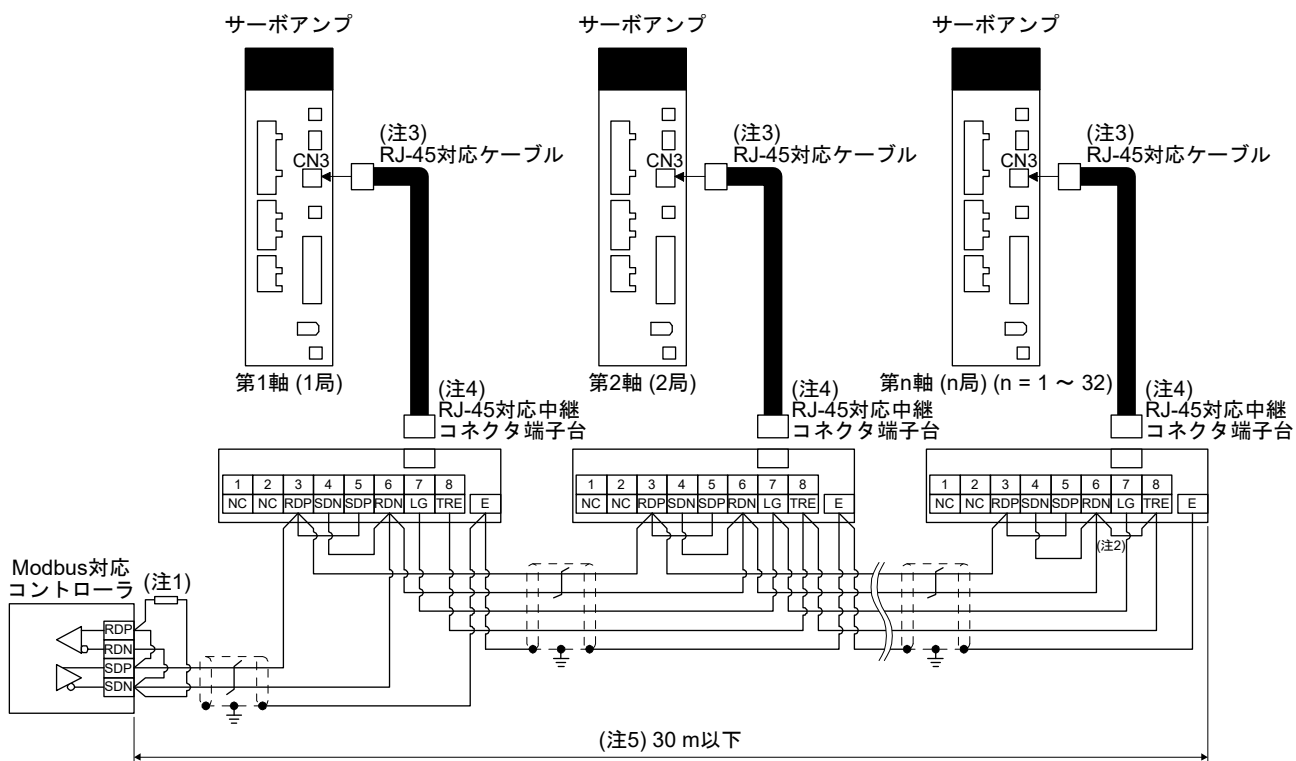 サーボアンプ
サーボアンプ
サーボアンプ
(注3)
RJ-45対応ケーブル
CN3
(注3)
RJ-45対応ケーブル
CN3
(注3)
RJ-45対応ケーブル
CN3
第1軸 (1局)
第2軸 (2局)
第n軸 (n局) (n = 1 ～ 32)
(注4)
RJ-45対応中継
コネクタ端子台
(注4)
RJ-45対応中継
コネクタ端子台
(注4)
RJ-45対応中継
コネクタ端子台
1 2 3 4 5 6 7 8
NC NC RDP SDN SDP RDN LG TRE E
1 2 3 4 5 6 7 8
NC NC RDP SDN SDP RDN LG TRE E
1 2 3 4 5 6 7 8
NC NC RDP SDN SDP RDN LG TRE E
(注2)
Modbus対応
コントローラ
(注1)
RDP
RDN
SDP
SDN
(注5) 30 m以下